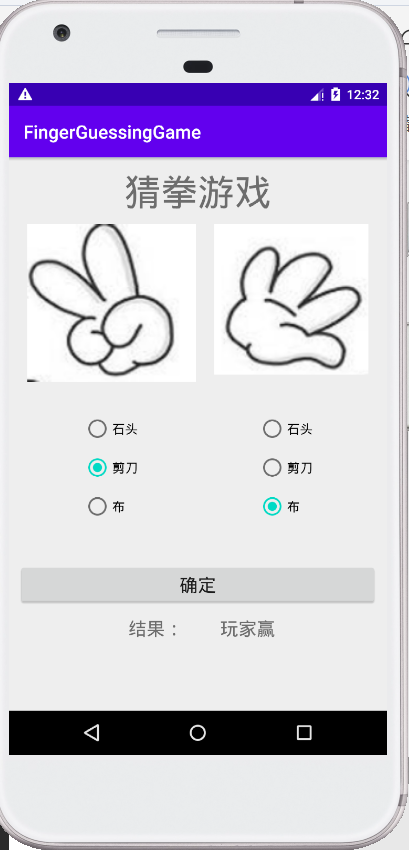 12:32
FingerGuessingGame
猜拳游戏
石头 石头
剪刀 剪刀
布 布
确定
结果： 玩家赢